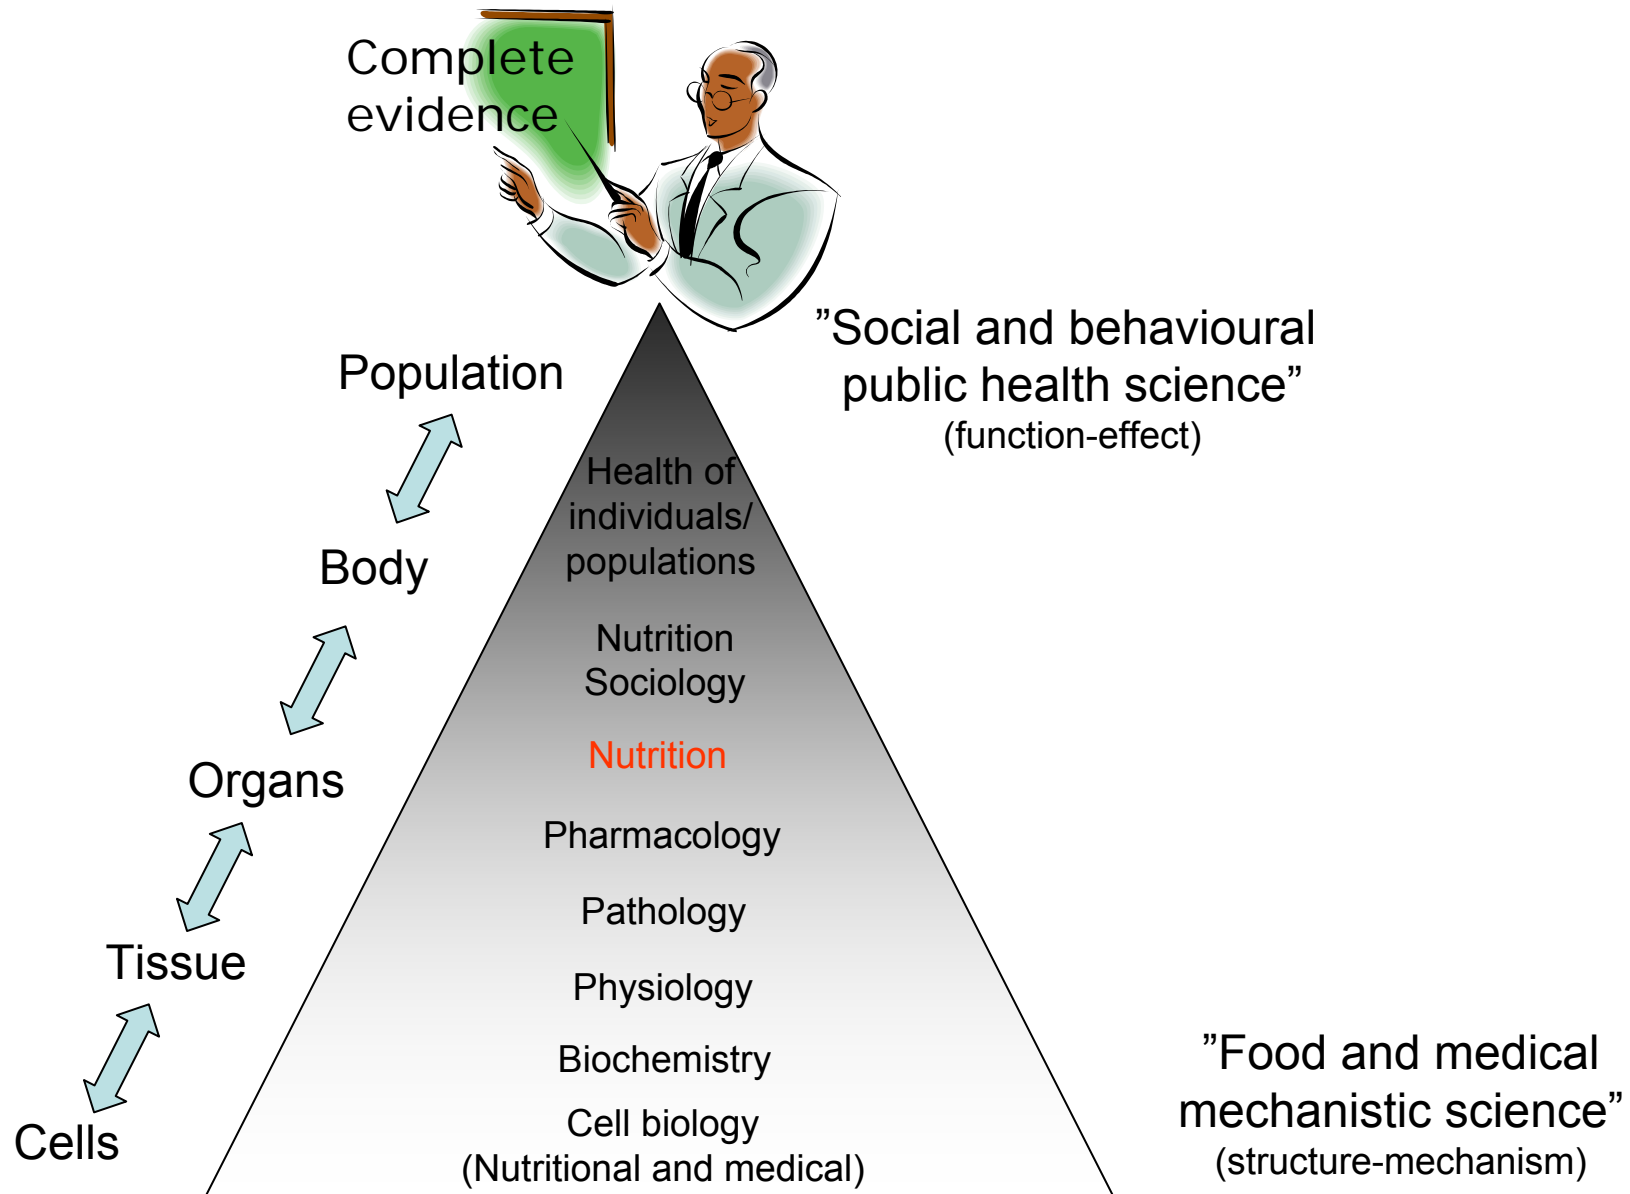 Complete
evidence
”Social and behavioural
public health science”
(function-effect)
Population
Body
Organs
Tissue
Cells
Health of
individuals/
populations
Nutrition
Sociology
Nutrition
Pharmacology
Pathology
Physiology
Biochemistry
Cell biology
(Nutritional and medical)
”Food and medical
mechanistic science”
(structure-mechanism)